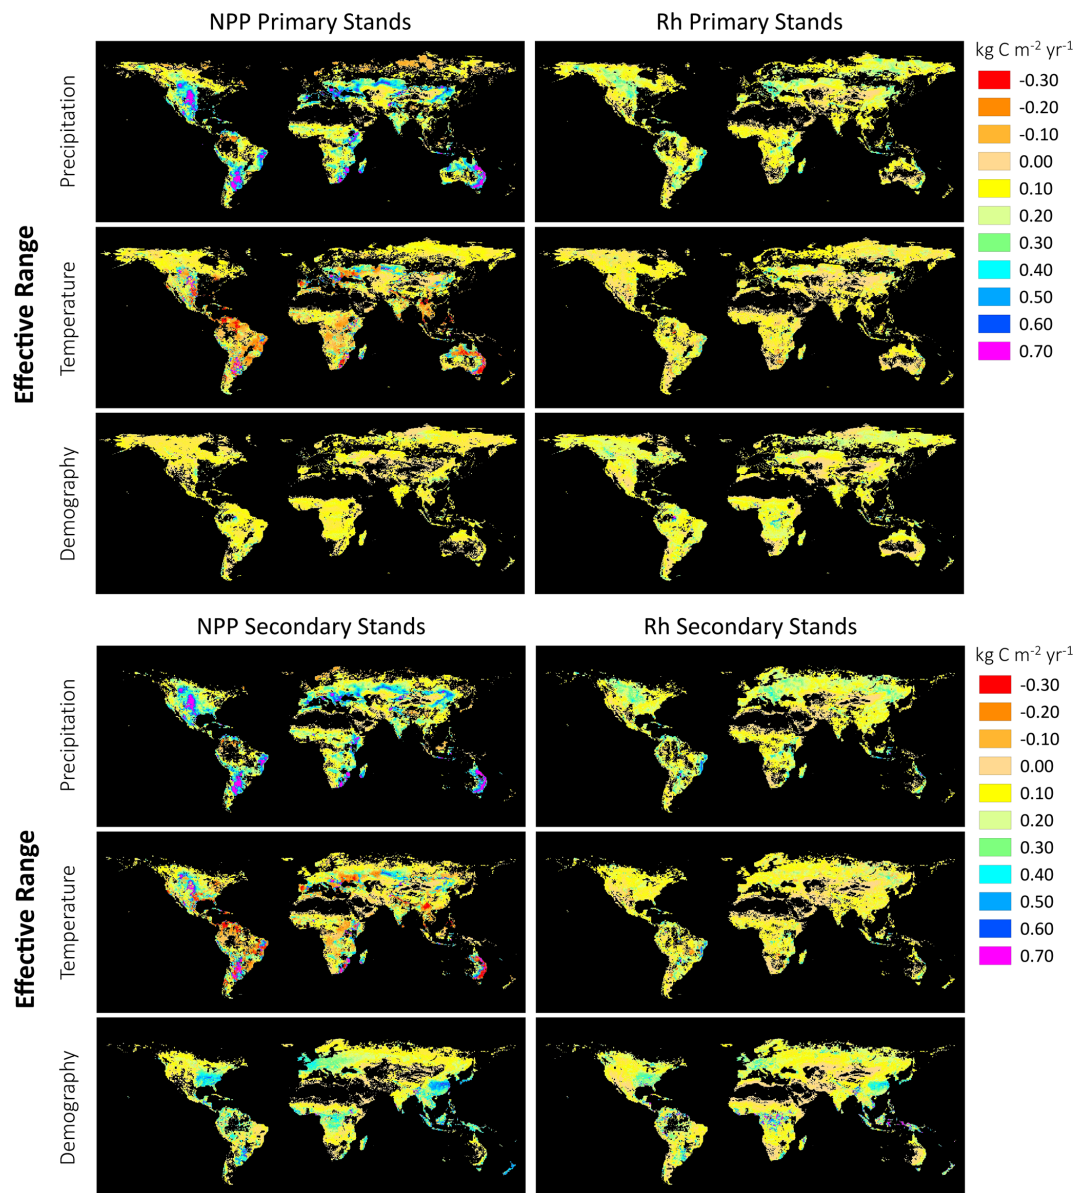 NPP Primary Stands
Rh Primary Stands
kg C m-2 yr-1
-0.30
-0.20
-0.10
0.00
0.10
0.20
0.30
0.40
0.50
0.60
0.70
Effective Range
Precipitation
Temperature
Demography
NPP Secondary Stands
Rh Secondary Stands
kg C m-2 yr-1
-0.30
-0.20
-0.10
0.00
0.10
0.20
0.30
0.40
0.50
0.60
0.70
Effective Range
Precipitation
Temperature
Demography